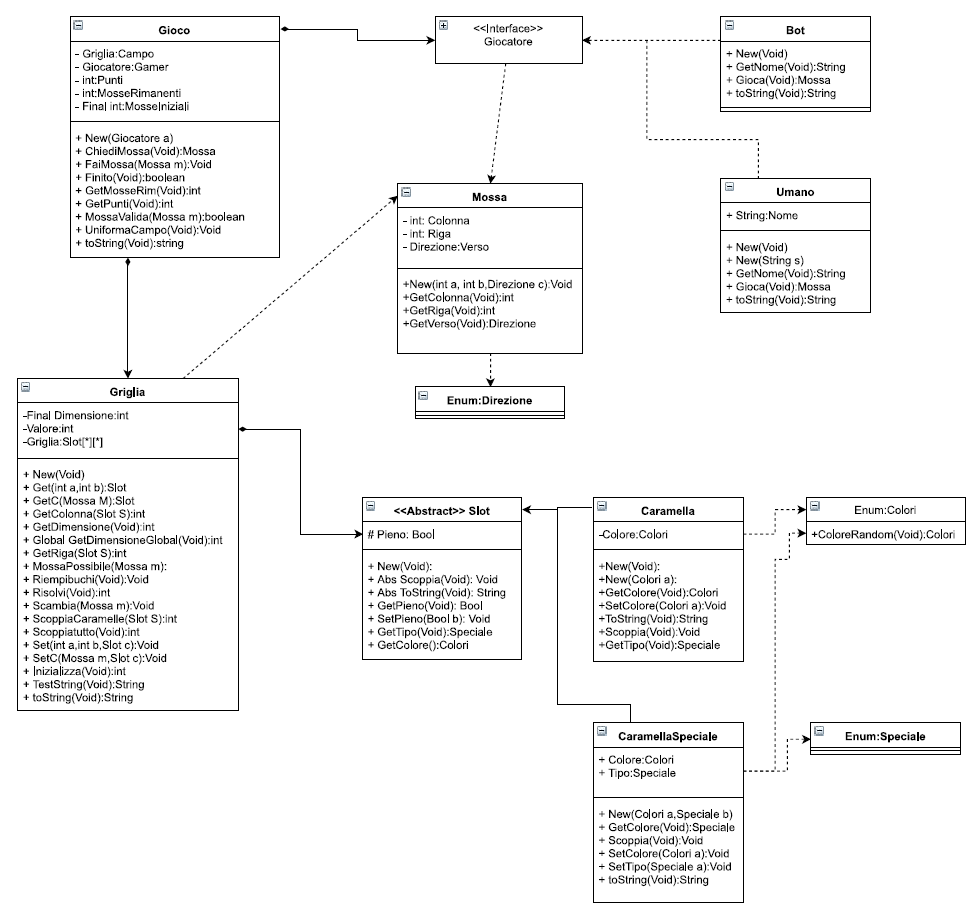 Gioco
- Griglia:Campo
- Giocatore:Gamer
- int:Punti
- int:MosseRimanenti
- Final int:MosseIniziali
+ New(Giocatore a)
+ ChiediMossa(Void):Mossa
+ FaiMossa(Mossa m):Void
+ Finito(Void):boolean
+ GetMosseRim(Void):int
+ GetPunti(Void):int
+ MossaValida(Mossa m):boolean
+ UniformaCampo(Void):Void
+ toString(Void):string
<<Interface>>
Giocatore
Bot
+ New(Void)
+ GetNome(Void):String
+ Gioca(Void):Mossa
+ toString(Void):String
Mossa
- int: Colonna
- int: Riga
- Direzione:Verso
+New(int a, int b,Direzione c):Void
+GetColonna(Void):int
+GetRiga(Void):int
+GetVerso(Void):Direzione
Umano
+ String:Nome
+ New(Void)
+ New(String s)
+ GetNome(Void):String
+ Gioca(Void):Mossa
+ toString(Void):String
Enum:Direzione
Griglia
-Final Dimensione:int
-Valore:int
-Griglia:Slot[*][*]
+ New(Void)
+ Get(int a,int b):Slot
+ GetC(Mossa M):Slot
+ GetColonna(Slot S):int
+ GetDimensione(Void):int
+ Global GetDimensioneGlobal(Void):int
+ GetRiga(Slot S):int
+ MossaPossibile(Mossa m):
+ Riempibuchi(Void):Void
+ Risolvi(Void):int
+ Scambia(Mossa m):Void
+ ScoppiaCaramelle(Slot S):int
+ Scoppiatutto(Void):int
+ Set(int a,int b,Slot c):Void
+ SetC(Mossa m,Slot c):Void
+ Inizializza(Void):int
+ TestString(Void):String
+ toString(Void):String
<<Abstract>> Slot
# Pieno: Bool
+ New(Void):
+ Abs Scoppia(Void): Void
+ Abs ToString(Void): String
+ GetPieno(Void): Bool
+ SetPieno(Bool b): Void
+ GetTipo(Void):Speciale
+ GetColore():Colori
Caramella
-Colore:Colori
+New(Void):
+New(Colori a):
+GetColore(Void):Colori
+SetColore(Colori a):Void
+ToString(Void):String
+Scoppia(Void):Void
+GetTipo(Void):Speciale
Enum:Colori
+ColoreRandom(Void):Colori
CaramellaSpeciale
+ Colore:Colori
+ Tipo:Speciale
+ New(Colori a,Speciale b)
+ GetColore(Void):Speciale
+ Scoppia(Void):Void
+ SetColore(Colori a):Void
+ SetTipo(Speciale a):Void
+ toString(Void):String
Enum:Speciale